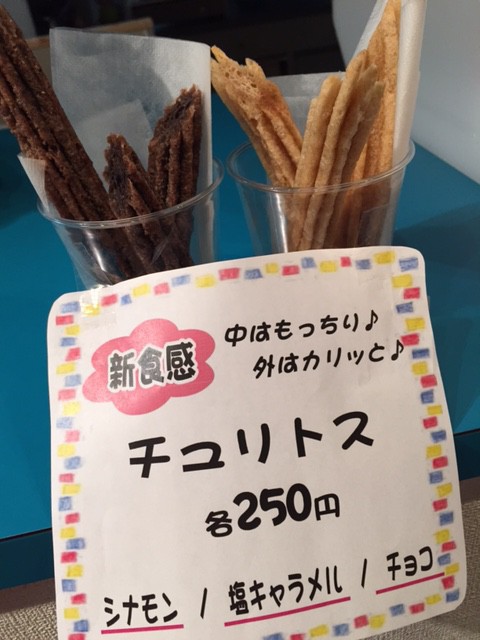 新食感
中はもっちり♪
外はカリッと♪
チュリトス
各250円
シナモン / 塩キャラメル / チョコ